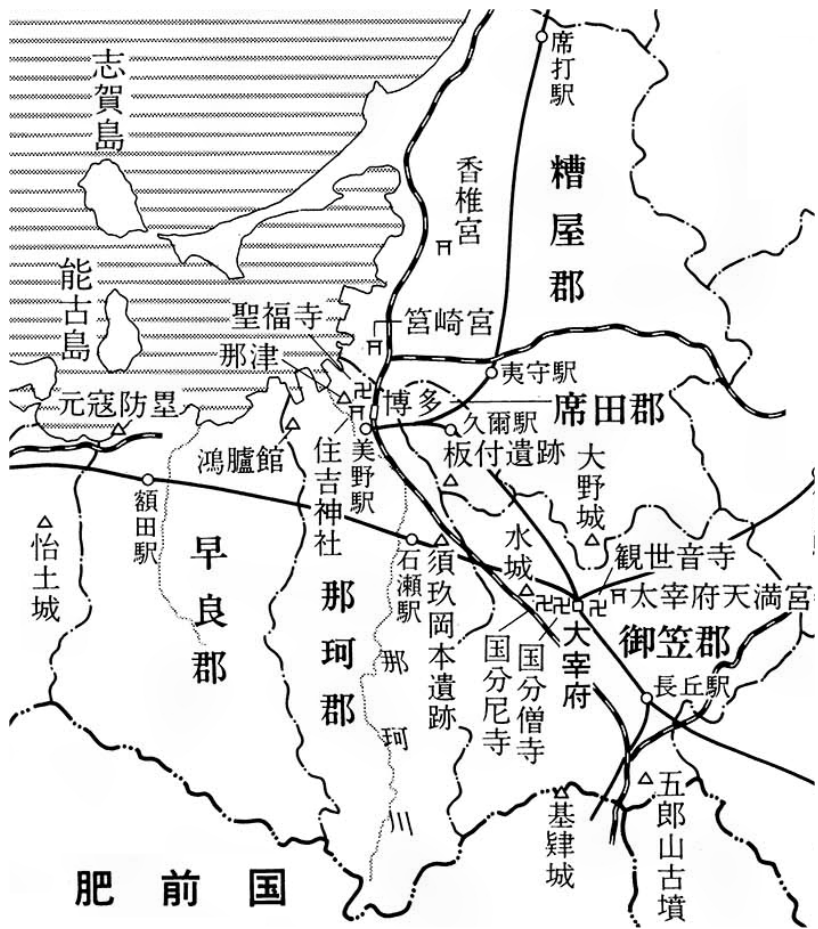 志賀島
席打駅
糟屋郡
香椎宮
能古島
聖福寺
筥崎宮
那津
夷守駅
元寇防塁
博多
席田郡
久爾駅
鴻臚館
住吉神社
美野駅
板付遺跡
大野城
額田駅
怡土城
早良郡
那珂郡
石瀬駅
須玖岡本遺跡
水城
観世音寺
太宰府天満宮
国分尼寺
国分僧寺
大宰府
御笠郡
長丘駅
那珂川
基肄城
五郎山古墳
肥前国